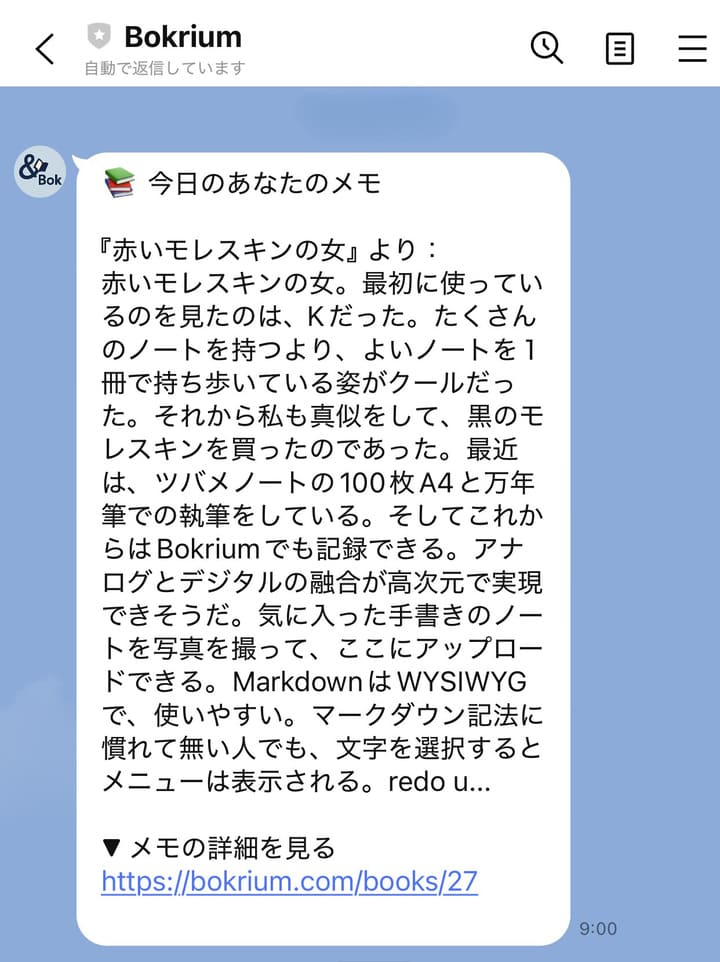 Bokrium
自動で返信しています
&
Bok
今日のあなたのメモ
『赤いモレスキンの女』より：
赤いモレスキンの女。最初に使ってい
るのを見たのは、Kだった。たくさん
のノートを持つより、よいノートを1
冊で持ち歩いている姿がクールだっ
た。それから私も真似をして、黒のモ
レスキンを買ったのであった。最近
は、ツバメノートの100枚A4と万年
筆での執筆をしている。そしてこれか
らはBokriumでも記録できる。アナ
ログとデジタルの融合が高次元で実現
できそうだ。気に入った手書きのノー
トを写真を撮って、ここにアップロー
ドできる。MarkdownはWYSIWYG
で、使いやすい。マークダウン記法に
慣れて無い人でも、文字を選択すると
メニューは表示される。redo u...
▼ メモの詳細を見る
https://bokrium.com/books/27
9:00